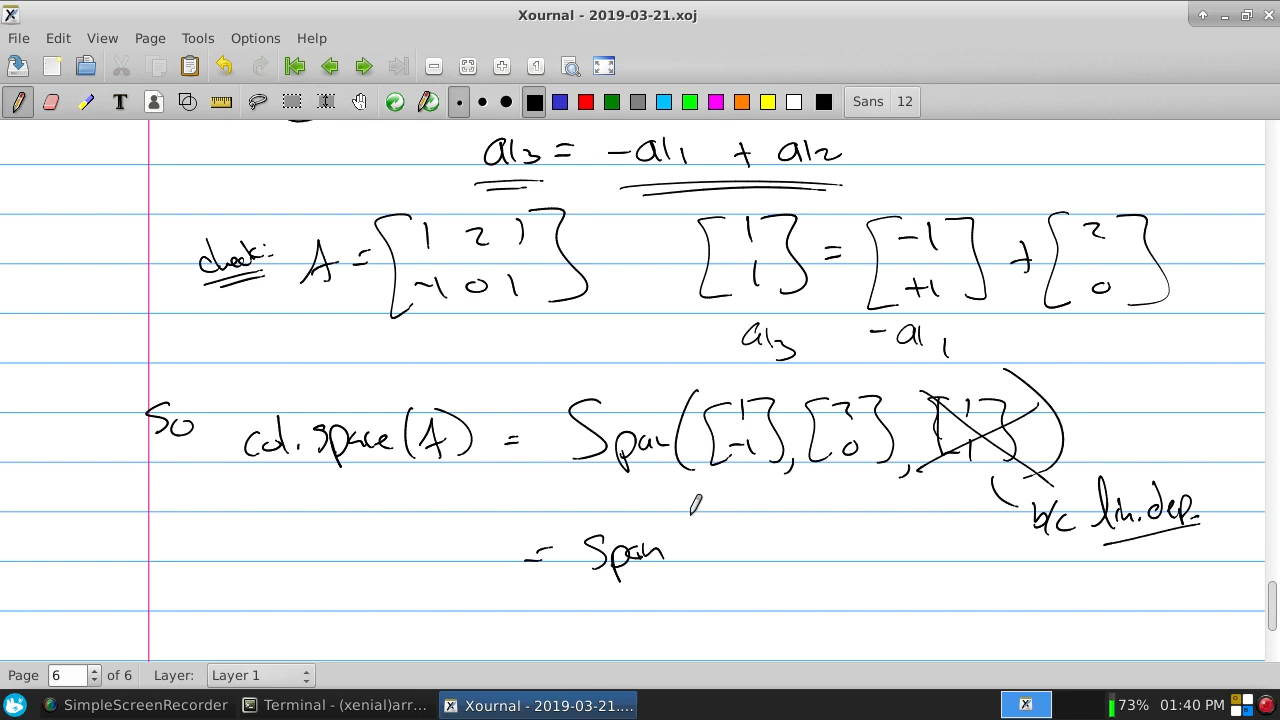 Xournal - 2019-03-21.xoj
File Edit View Page Tools Options Help
Sans 12
a3 = -a1 + a2
check: A = [1 2 1 [1 = [-1 + [2
-1 0 1] 1] +1] 0]
a3 -a1
So col. space(A) = Span([1 -1], [2 0], [1 1])
b/c lin. dep.
= Span
Page 6 of 6 Layer: Layer 1
SimpleScreenRecorder Terminal - (xenial)arr... Xournal - 2019-03-21.... 73% 01:40 PM